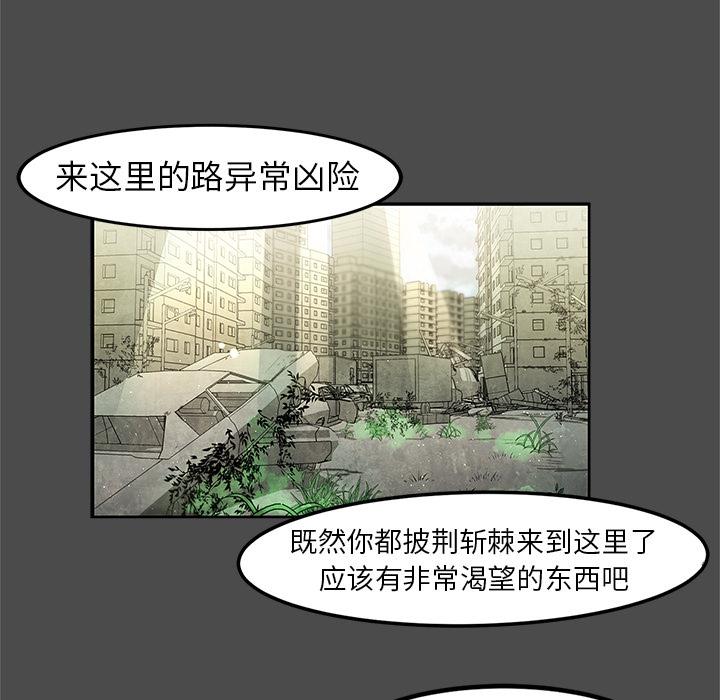 来这里的路异常凶险
既然你都披荆斩棘来到这里了
应该有非常渴望的东西吧